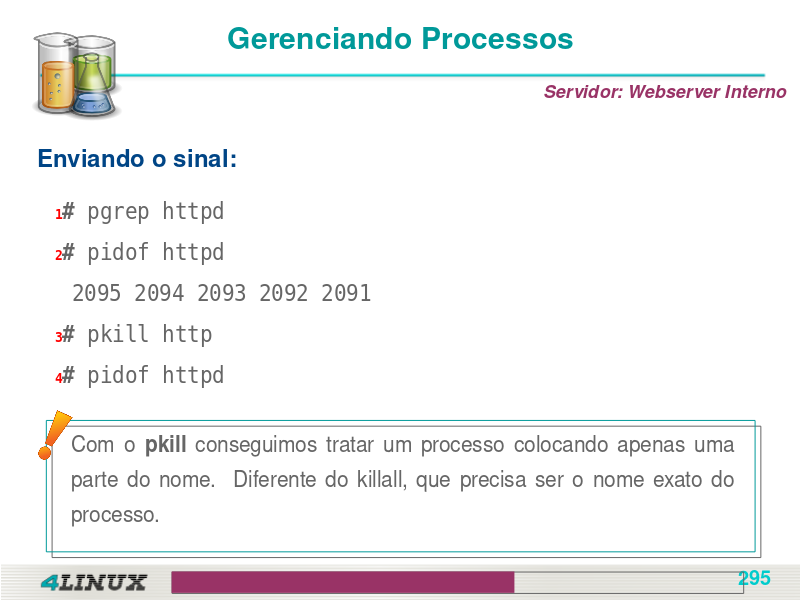 Gerenciando Processos
Servidor: Webserver Interno
Enviando o sinal:
1# pgrep httpd
2# pidof httpd
2095 2094 2093 2092 2091
3# pkill http
4# pidof httpd
Com o pkill conseguimos tratar um processo colocando apenas uma
parte do nome.  Diferente do killall, que precisa ser o nome exato do
processo.
4LINUX
295